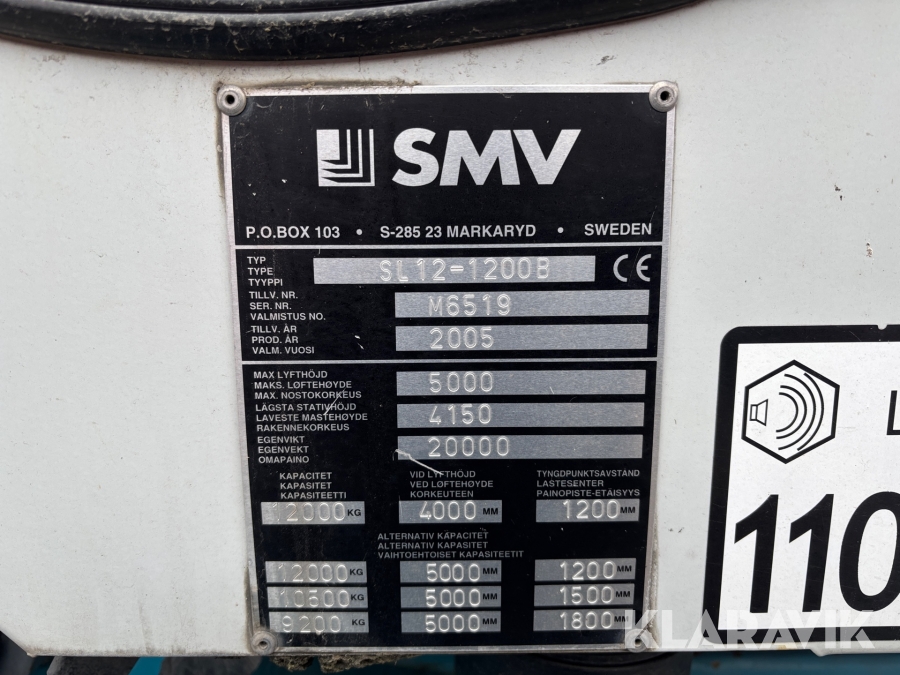 SMV
P.O.BOX 103 • S-285 23 MARKARYD • SWEDEN
TYP
TYPE
TYYPPI
SL12-1200B
CE
TILLV. NR.
SER. NR.
VALMISTUS NO.
M6519
TILLV. ÅR
PROD. ÅR
VALM. VUOSI
2005
MAX LYFTHÖJD
MAKS. LØFTEHØYDE
MAX. NOSTOKORKEUS
5000
LÄGSTA STATIVHÖJD
LAVESTE MASTEHØYDE
RAKENNEKORKEUS
4150
EGENVIKT
EGENVEKT
OMAPAINO
20000
KAPACITET VID LYFTHÖJD TYNGDPUNKTSAVSTAND
KAPASITET VED LØFTEHØYDE LASTESENTER
KAPASITEETTI KORKEUTEEN PAINOPISTE-ETÄISYYS
12000 KG 4000 MM 1200 MM
ALTERNATIV KAPACITET
ALTERNATIV KAPASITET
VAIHTOEHTOISET KAPASITEETIT
12000 KG 5000 MM 1200 MM
10600 KG 5000 MM 1500 MM
9200 KG 5000 MM 1800 MM
L
110
KLARAVIK